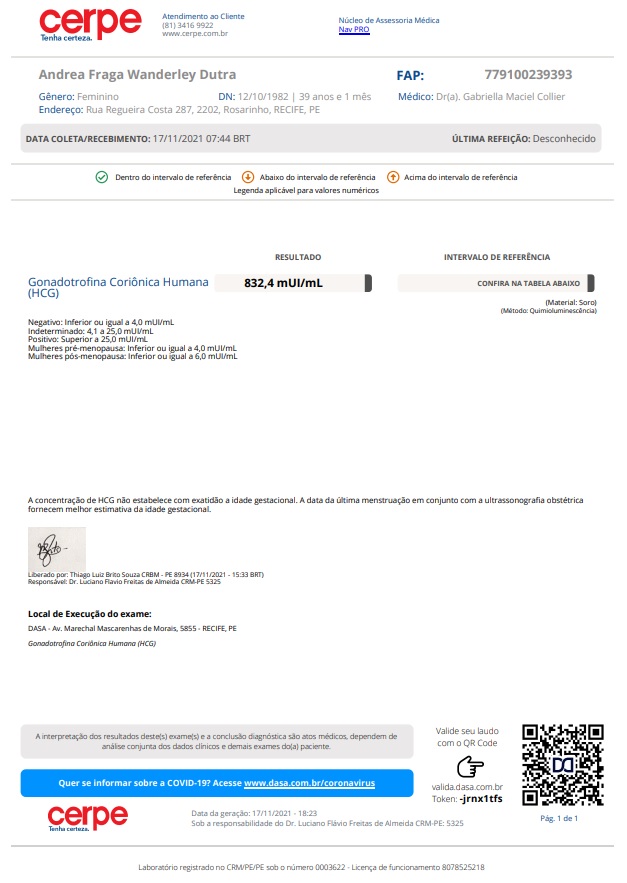 cerpe
Tenha certeza.
Atendimento ao Cliente
(81) 3416 9922
www.cerpe.com.br
Núcleo de Assessoria Médica
Nav PRO
Andrea Fraga Wanderley Dutra
FAP: 779100239393
Gênero: Feminino DN: 12/10/1982 | 39 anos e 1 mês Médico: Dr(a). Gabriella Maciel Collier
Endereço: Rua Regueira Costa 287, 2202, Rosarinho, RECIFE, PE
DATA COLETA/RECEBIMENTO: 17/11/2021 07:44 BRT ÚLTIMA REFEIÇÃO: Desconhecido
Dentro do intervalo de referência Abaixo do intervalo de referência Acima do intervalo de referência
Legenda aplicável para valores numéricos
RESULTADO INTERVALO DE REFERÊNCIA
Gonadotrofina Coriônica Humana 832,4 mUI/mL CONFIRA NA TABELA ABAIXO
(HCG)
(Material: Soro)
(Método: Quimioluminescência)
Negativo: Inferior ou igual a 4,0 mUI/mL
Indeterminado: 4,1 a 25,0 mUI/mL
Positivo: Superior a 25,0 mUI/mL
Mulheres pré-menopausa: Inferior ou igual a 4,0 mUI/mL
Mulheres pós-menopausa: Inferior ou igual a 6,0 mUI/mL
A concentração de HCG não estabelece com exatidão a idade gestacional. A data da última menstruação em conjunto com a ultrassonografia obstétrica
fornecem melhor estimativa da idade gestacional.
Liberado por: Thiago Luiz Brito Souza CRBM - PE 8934 (17/11/2021 - 15:33 BRT)
Responsável: Dr. Luciano Flavio Freitas de Almeida CRM-PE 5325
Local de Execução do exame:
DASA - Av. Marechal Mascarenhas de Morais, 5855 - RECIFE, PE
Gonadotrofina Coriônica Humana (HCG)
A interpretação dos resultados deste(s) exame(s) e a conclusão diagnóstica são atos médicos, dependem de
análise conjunta dos dados clínicos e demais exames do(a) paciente.
Quer se informar sobre a COVID-19? Acesse www.dasa.com.br/coronavirus
Valide seu laudo
com o QR Code
valida.dasa.com.br
Token: -jrnx1tfs
cerpe
Tenha certeza.
Data da geração: 17/11/2021 - 18:23
Sob a responsabilidade do Dr. Luciano Flávio Freitas de Almeida CRM-PE: 5325
Pág. 1 de 1
Laboratório registrado no CRM/PE/PE sob o número 0003622 - Licença de funcionamento 8078525218